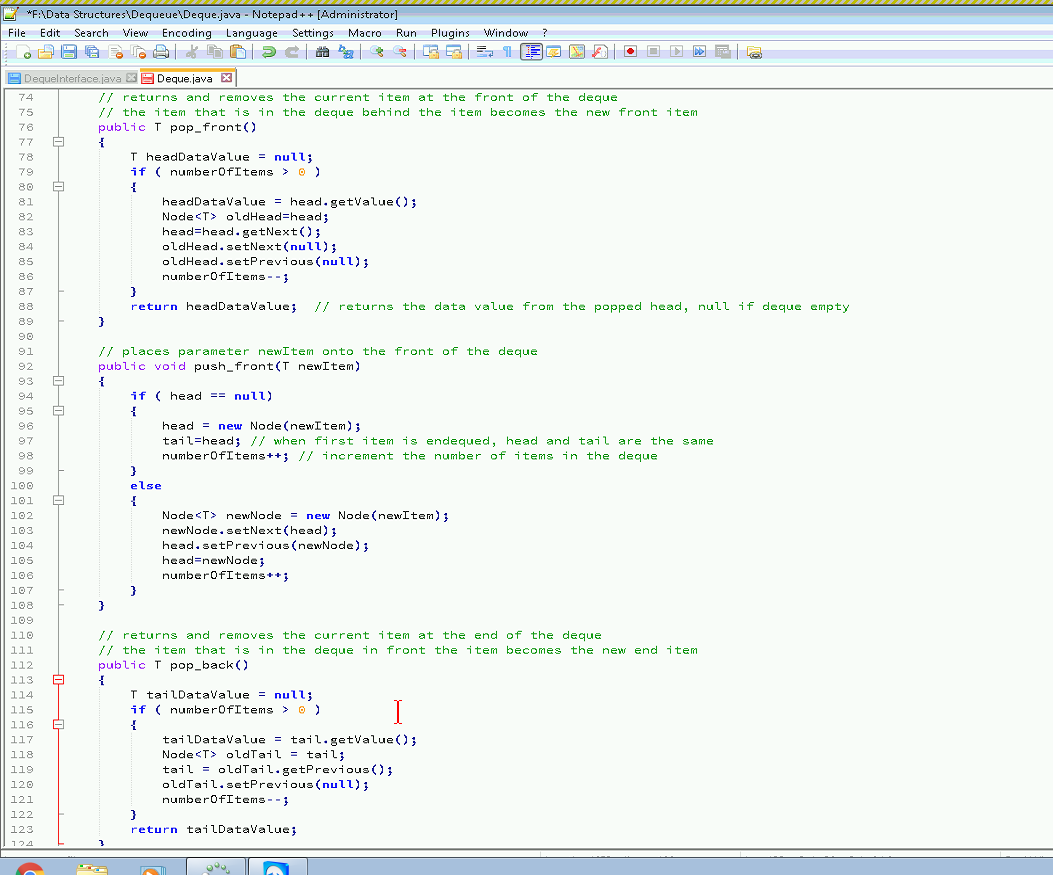 *F:\Data Structures\Dequeue\Deque.java - Notepad++ [Administrator]
File Edit Search View Encoding Language Settings Macro Run Plugins Window ?
DequeInterface.java Deque.java
74 // returns and removes the current item at the front of the deque
75 // the item that is in the deque behind the item becomes the new front item
76 public T pop_front()
77 {
78 T headDataValue = null;
79 if ( numberOfItems > 0 )
80 {
81 headDataValue = head.getValue();
82 Node<T> oldHead=head;
83 head=head.getNext();
84 oldHead.setNext(null);
85 oldHead.setPrevious(null);
86 numberOfItems--;
87 }
88 return headDataValue; // returns the data value from the popped head, null if deque empty
89 }
90
91 // places parameter newItem onto the front of the deque
92 public void push_front(T newItem)
93 {
94 if ( head == null)
95 {
96 head = new Node(newItem);
97 tail=head; // when first item is endequed, head and tail are the same
98 numberOfItems++; // increment the number of items in the deque
99 }
100 else
101 {
102 Node<T> newNode = new Node(newItem);
103 newNode.setNext(head);
104 head.setPrevious(newNode);
105 head=newNode;
106 numberOfItems++;
107 }
108 }
109
110 // returns and removes the current item at the end of the deque
111 // the item that is in the deque in front the item becomes the new end item
112 public T pop_back()
113 {
114 T tailDataValue = null;
115 if ( numberOfItems > 0 )
116 {
117 tailDataValue = tail.getValue();
118 Node<T> oldTail = tail;
119 tail = oldTail.getPrevious();
120 oldTail.setPrevious(null);
121 numberOfItems--;
122 }
123 return tailDataValue;
124 }